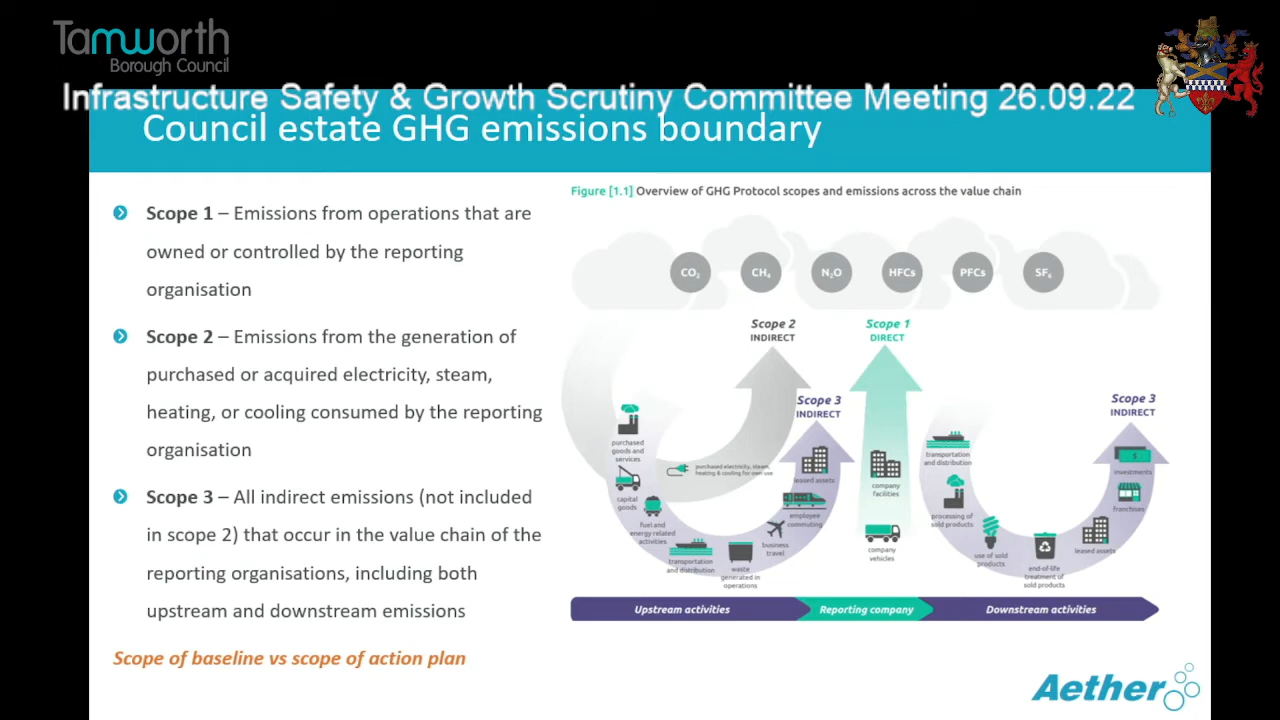 Tamworth
Borough Council
Infrastructure Safety & Growth Scrutiny Committee Meeting 26.09.22
Council estate GHG emissions boundary
Scope 1 – Emissions from operations that are
owned or controlled by the reporting
organisation
Scope 2 – Emissions from the generation of
purchased or acquired electricity, steam,
heating, or cooling consumed by the reporting
organisation
Scope 3 – All indirect emissions (not included
in scope 2) that occur in the value chain of the
reporting organisations, including both
upstream and downstream emissions
Scope of baseline vs scope of action plan
Figure [1.1] Overview of GHG Protocol scopes and emissions across the value chain
CO₂ CH₄ N₂O HFCs PFCs SF₆
Scope 2
INDIRECT
Scope 1
DIRECT
Scope 3
INDIRECT
Scope 3
INDIRECT
purchased
goods and
services
capital
goods
fuel and
energy related
activities
transportation
and distribution
waste
generated in
operations
business
travel
employee
commuting
leased assets
purchased electricity, steam,
heating & cooling for own use
company
facilities
company
vehicles
transportation
and distribution
processing of
sold products
use of sold
products
end-of-life
treatment of
sold products
leased assets
franchises
investments
Upstream activities
Reporting company
Downstream activities
Aether